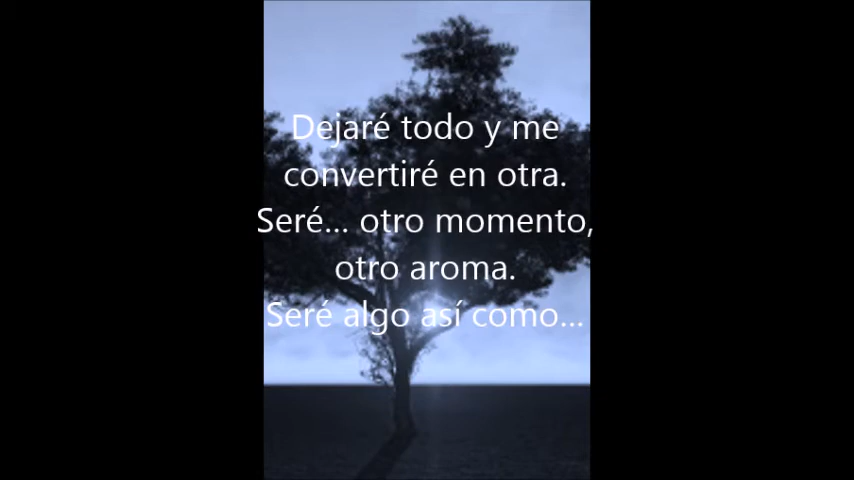 Dejaré todo y me
convertiré en otra.
Seré... otro momento,
otro aroma.
Seré algo así como...